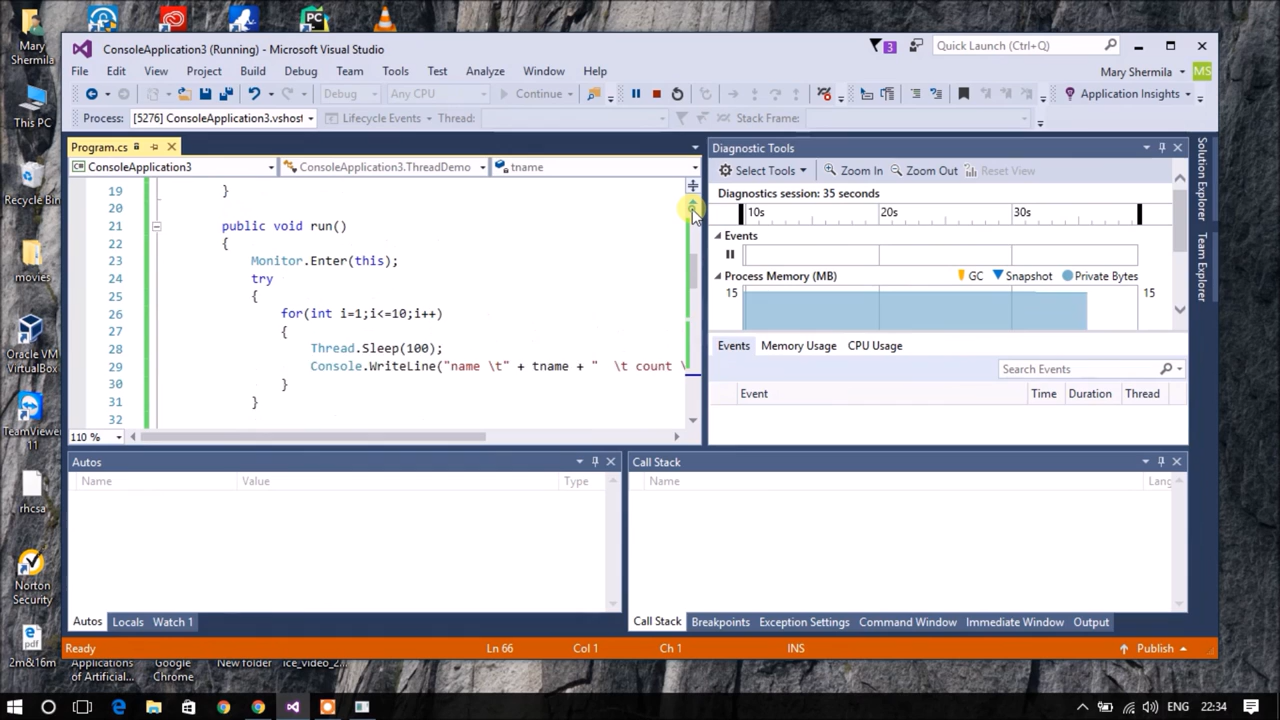 Mary
Shermila
This PC
Recycle Bin
movies
Oracle VM
VirtualBox
TeamViewer
11
rhcsa
Norton
Security
2m&16m
Applications
of Artificial...
Google
Chrome
New folder
ice_video_2...
ConsoleApplication3 (Running) - Microsoft Visual Studio
3
Quick Launch (Ctrl+Q)
File Edit View Project Build Debug Team Tools Test Analyze Window Help
Mary Shermila MS
Debug Any CPU Continue Application Insights
Process: [5276] ConsoleApplication3.vshost Lifecycle Events Thread: Stack Frame:
Program.cs
ConsoleApplication3 ConsoleApplication3.ThreadDemo tname
19 }
20
21 public void run()
22 {
23 Monitor.Enter(this);
24 try
25 {
26 for(int i=1;i<=10;i++)
27 {
28 Thread.Sleep(100);
29 Console.WriteLine("name \t" + tname + "  \t count \
30 }
31 }
32
110 %
Diagnostic Tools
Select Tools Zoom In Zoom Out Reset View
Diagnostics session: 35 seconds
10s 20s 30s
Events
Process Memory (MB) GC Snapshot Private Bytes
15 15
Events Memory Usage CPU Usage
Search Events
Event Time Duration Thread
Solution Explorer
Team Explorer
Autos
Name Value Type
Autos Locals Watch 1
Call Stack
Name Lang
Call Stack Breakpoints Exception Settings Command Window Immediate Window Output
Ready Ln 66 Col 1 Ch 1 INS Publish
ENG 22:34